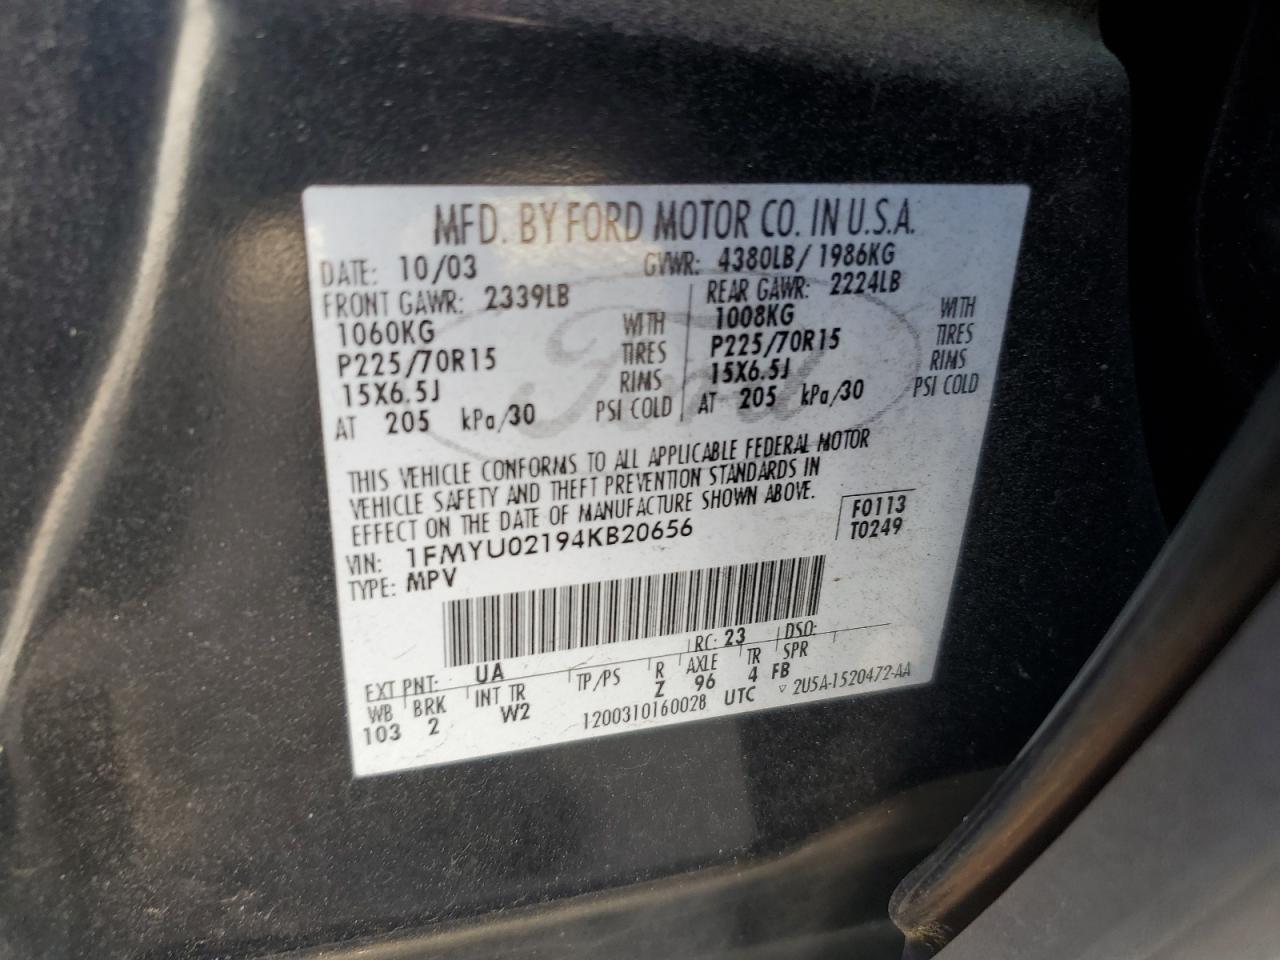 MFD. BY FORD MOTOR CO. IN U.S.A.
DATE: 10/03 GVWR: 4380LB/ 1986KG
FRONT GAWR: 2339LB REAR GAWR: 2224LB
1060KG WITH 1008KG WITH
P225/70R15 TIRES P225/70R15 TIRES
15X6.5J RIMS 15X6.5J RIMS
AT 205 kPa/30 PSI COLD AT 205 kPa/30 PSI COLD
Ford
THIS VEHICLE CONFORMS TO ALL APPLICABLE FEDERAL MOTOR
VEHICLE SAFETY AND THEFT PREVENTION STANDARDS IN
EFFECT ON THE DATE OF MANUFACTURE SHOWN ABOVE.
VIN: 1FMYU02194KB20656 F0113
TYPE: MPV T0249
EXT PNT: UA RC: 23 DSO:
WB BRK INT TR TP/PS R AXLE TR SPR
103 2 W2 Z 96 4 FB
1200310160028 UTC ▽ 2U5A-1520472-AA